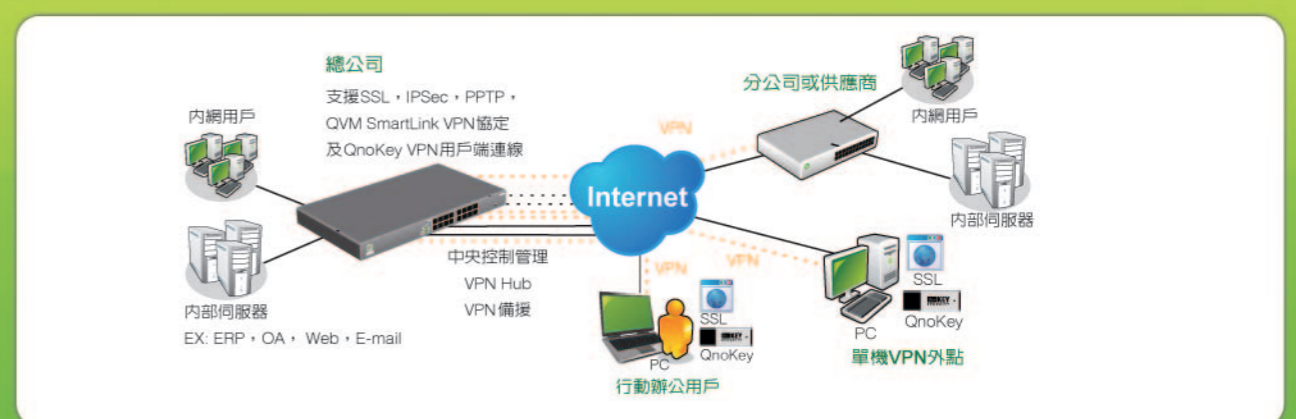 總公司
支援SSL，IPSec，PPTP，
QVM SmartLink VPN協定
及QnoKey VPN用戶端連線
內網用戶
內部伺服器
EX: ERP，OA， Web，E-mail
中央控制管理
VPN Hub
VPN備援
Internet
VPN
分公司或供應商
內網用戶
內部伺服器
VPN
VPN
SSL
QnoKey
PC
單機VPN外點
SSL
QnoKey
PC
行動辦公用戶